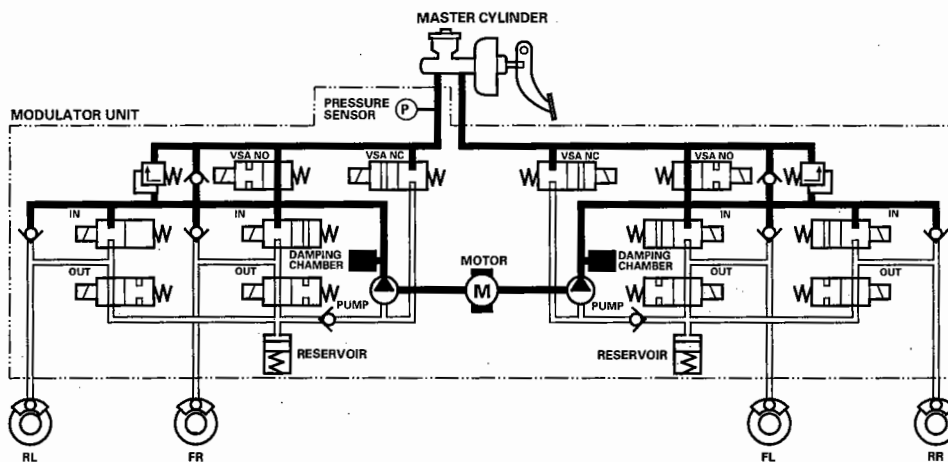 MASTER CYLINDER
PRESSURE
SENSOR
P
MODULATOR UNIT
VSA NO
VSA NC
VSA NC
VSA NO
IN
IN
IN
IN
DAMPING
CHAMBER
MOTOR
DAMPING
CHAMBER
OUT
OUT
OUT
OUT
M
PUMP
PUMP
RESERVOIR
RESERVOIR
RL
FR
FL
RR